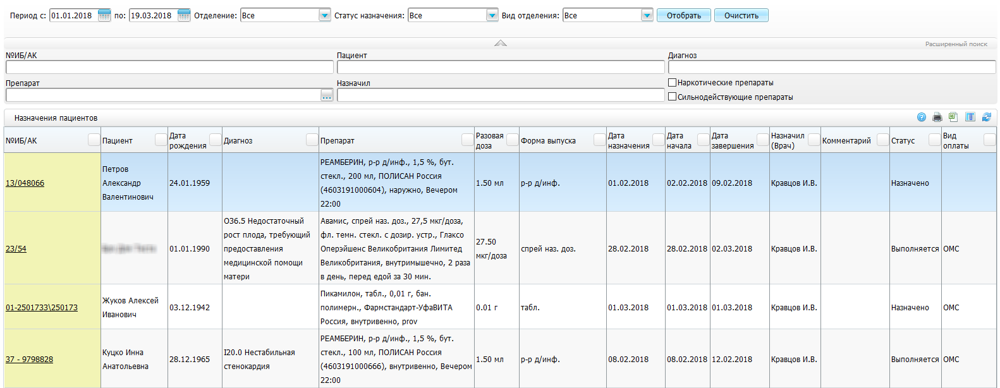 Период с: 01.01.2018 по: 19.03.2018 Отделение: Все Статус назначения: Все Вид отделения: Все Отобрать Очистить
Расширенный поиск
№ИБ/АК Пациент Диагноз
Препарат Назначил Наркотические препараты
... Сильнодействующие препараты
Назначения пациентов
№ИБ/АК Пациент Дата рождения Диагноз Препарат Разовая доза Форма выпуска Дата назначения Дата начала Дата завершения Назначил (Врач) Комментарий Статус Вид оплаты
13/048066
Петров
Александр
Валентинович
24.01.1959
РЕАМБЕРИН, р-р д/инф., 1,5 %, бут.
стекл., 200 мл, ПОЛИСАН Россия
(4603191000604), наружно, Вечером
22:00
1.50 мл
р-р д/инф.
01.02.2018
02.02.2018
09.02.2018
Кравцов И.В.
Назначено
23/54
01.01.1990
O36.5 Недостаточный
рост плода, требующий
предоставления
медицинской помощи
матери
Авамис, спрей наз. доз., 27,5 мкг/доза,
фл. темн. стекл. с дозир. устр., Глаксо
Оперэйшенс Великобритания Лимитед
Великобритания, внутримышечно, 2 раза
в день, перед едой за 30 мин.
27.50
мкг/доза
спрей наз. доз.
28.02.2018
28.02.2018
02.03.2018
Кравцов И.В.
Выполняется
ОМС
01-2501733\250173
Жуков Алексей
Иванович
03.12.1942
Пикамилон, табл., 0,01 г, бан.
полимерн., Фармстандарт-УфаВИТА
Россия, внутривенно, prov
0.01 г
табл.
01.03.2018
01.03.2018
01.03.2018
Кравцов И.В.
Назначено
ОМС
37 - 9798828
Куцко Инна
Анатольевна
28.12.1965
I20.0 Нестабильная
стенокардия
РЕАМБЕРИН, р-р д/инф., 1,5 %, бут.
стекл., 100 мл, ПОЛИСАН Россия
(4603191000666), внутривенно, Вечером
22:00
1.50 мл
р-р д/инф.
08.02.2018
08.02.2018
12.02.2018
Кравцов И.В.
Выполняется
ОМС